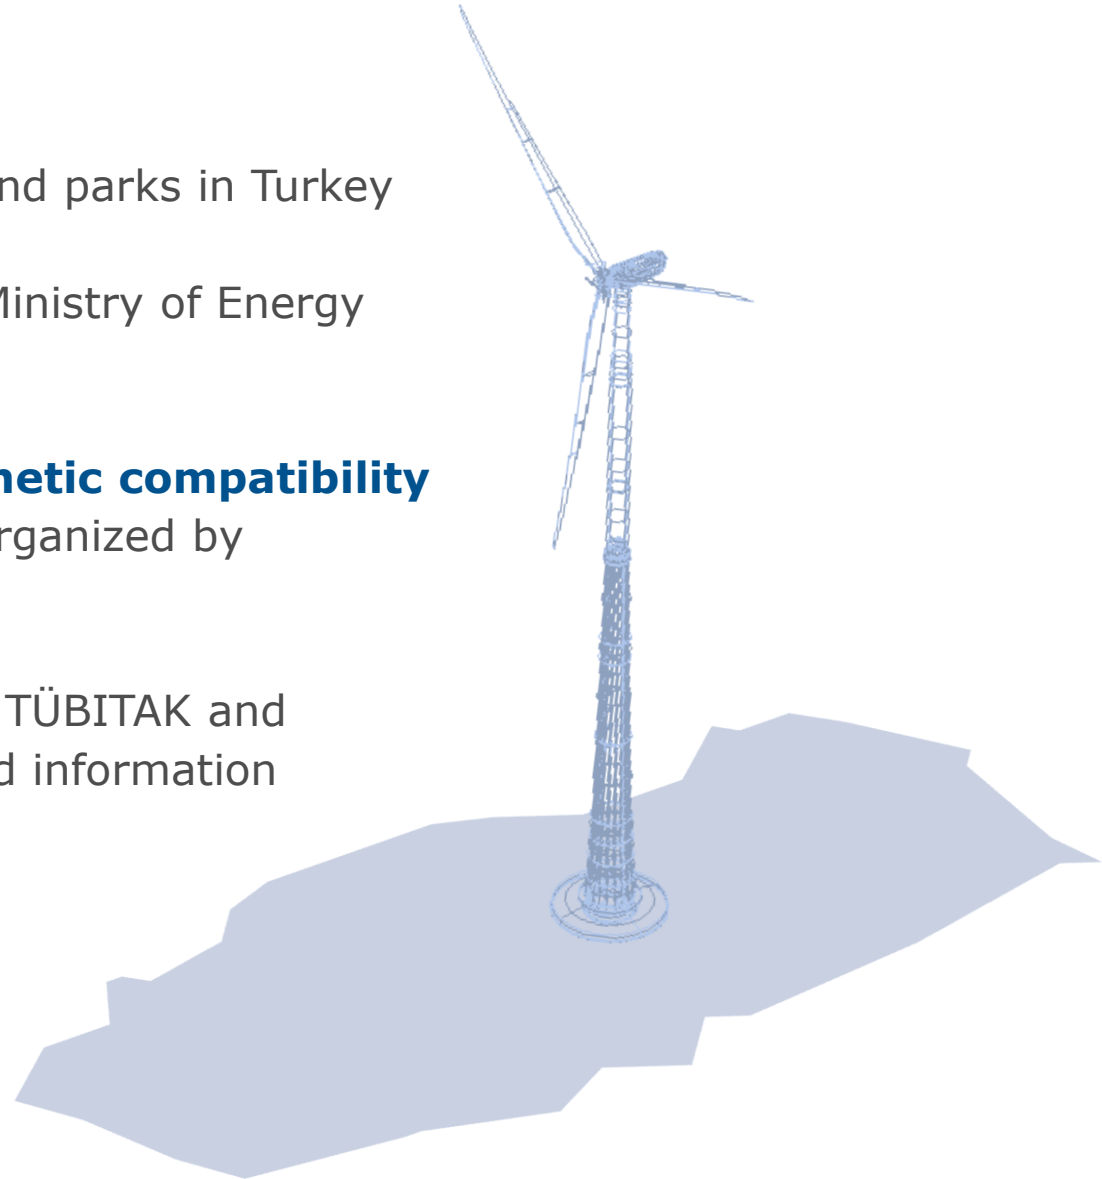 nd parks in Turkey
Ministry of Energy
netic compatibility
rganized by
TÜBITAK and
d information